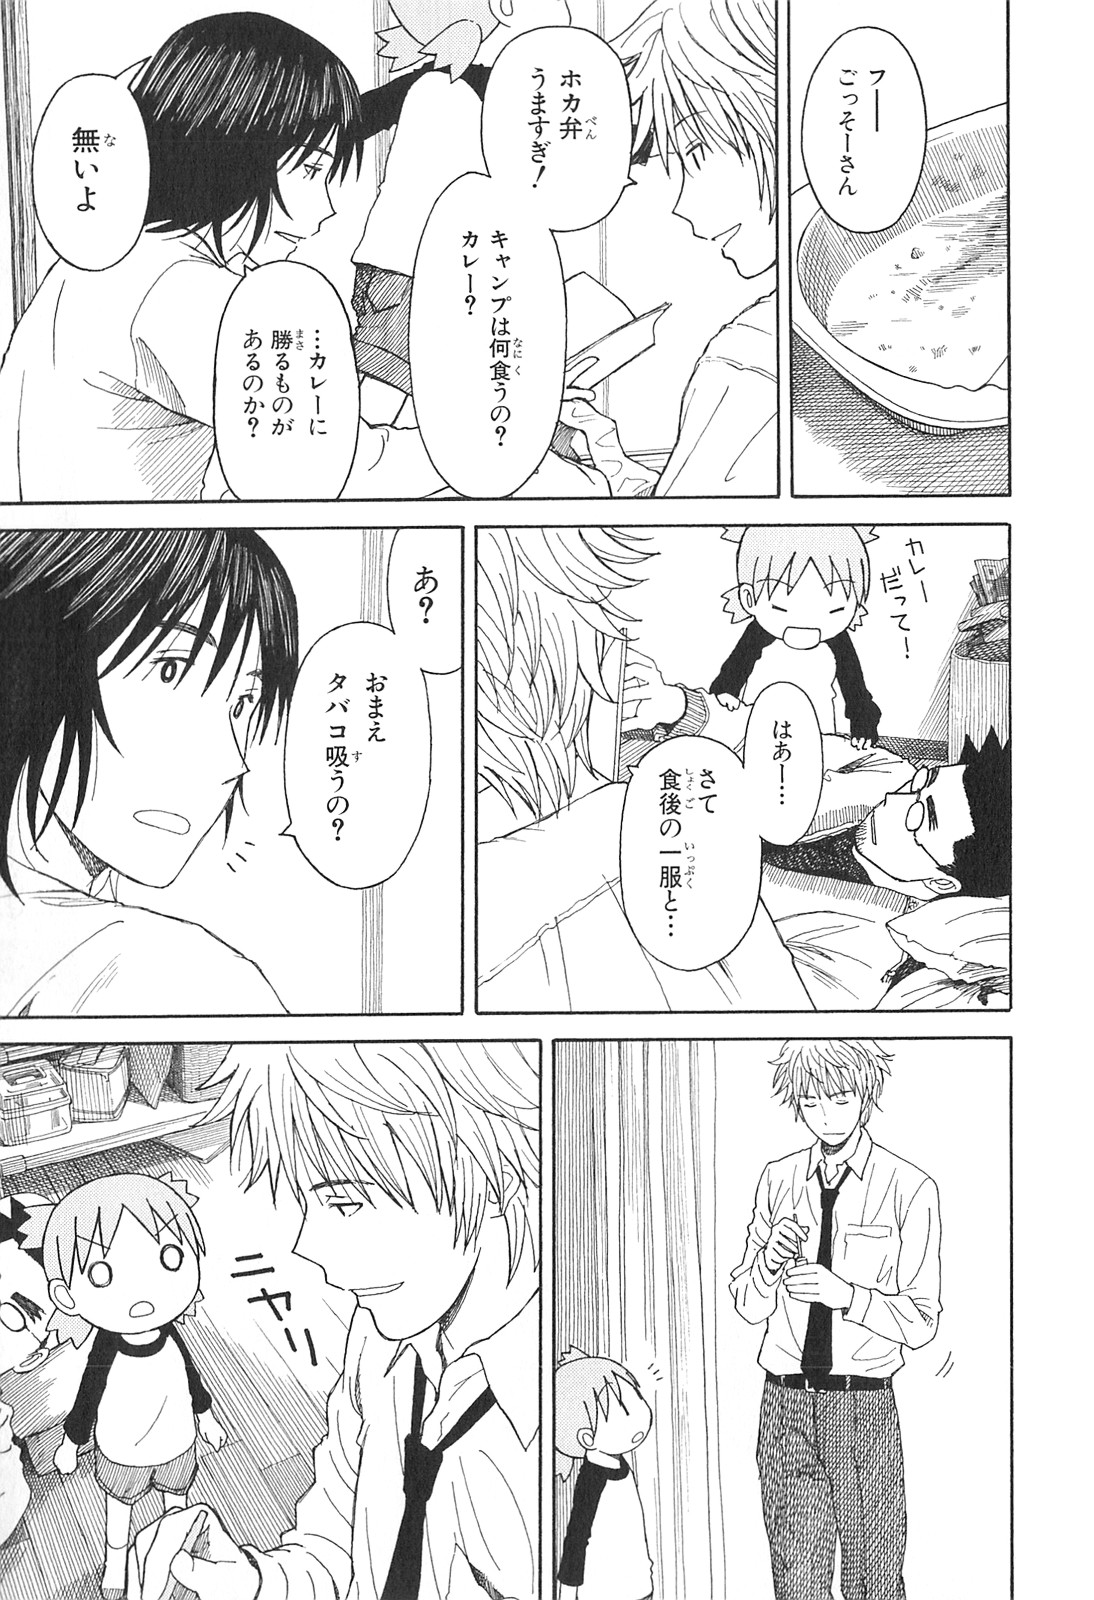 フー
ごっそーさん
ホカ弁
うますぎ!
キャンプは何食うの?
カレー?
…カレーに
勝るものが
あるのか?
無いよ
カレー
だって!
はあー…
さて
食後の一服と…
あ?
おまえ
タバコ吸うの?
ニヤリ